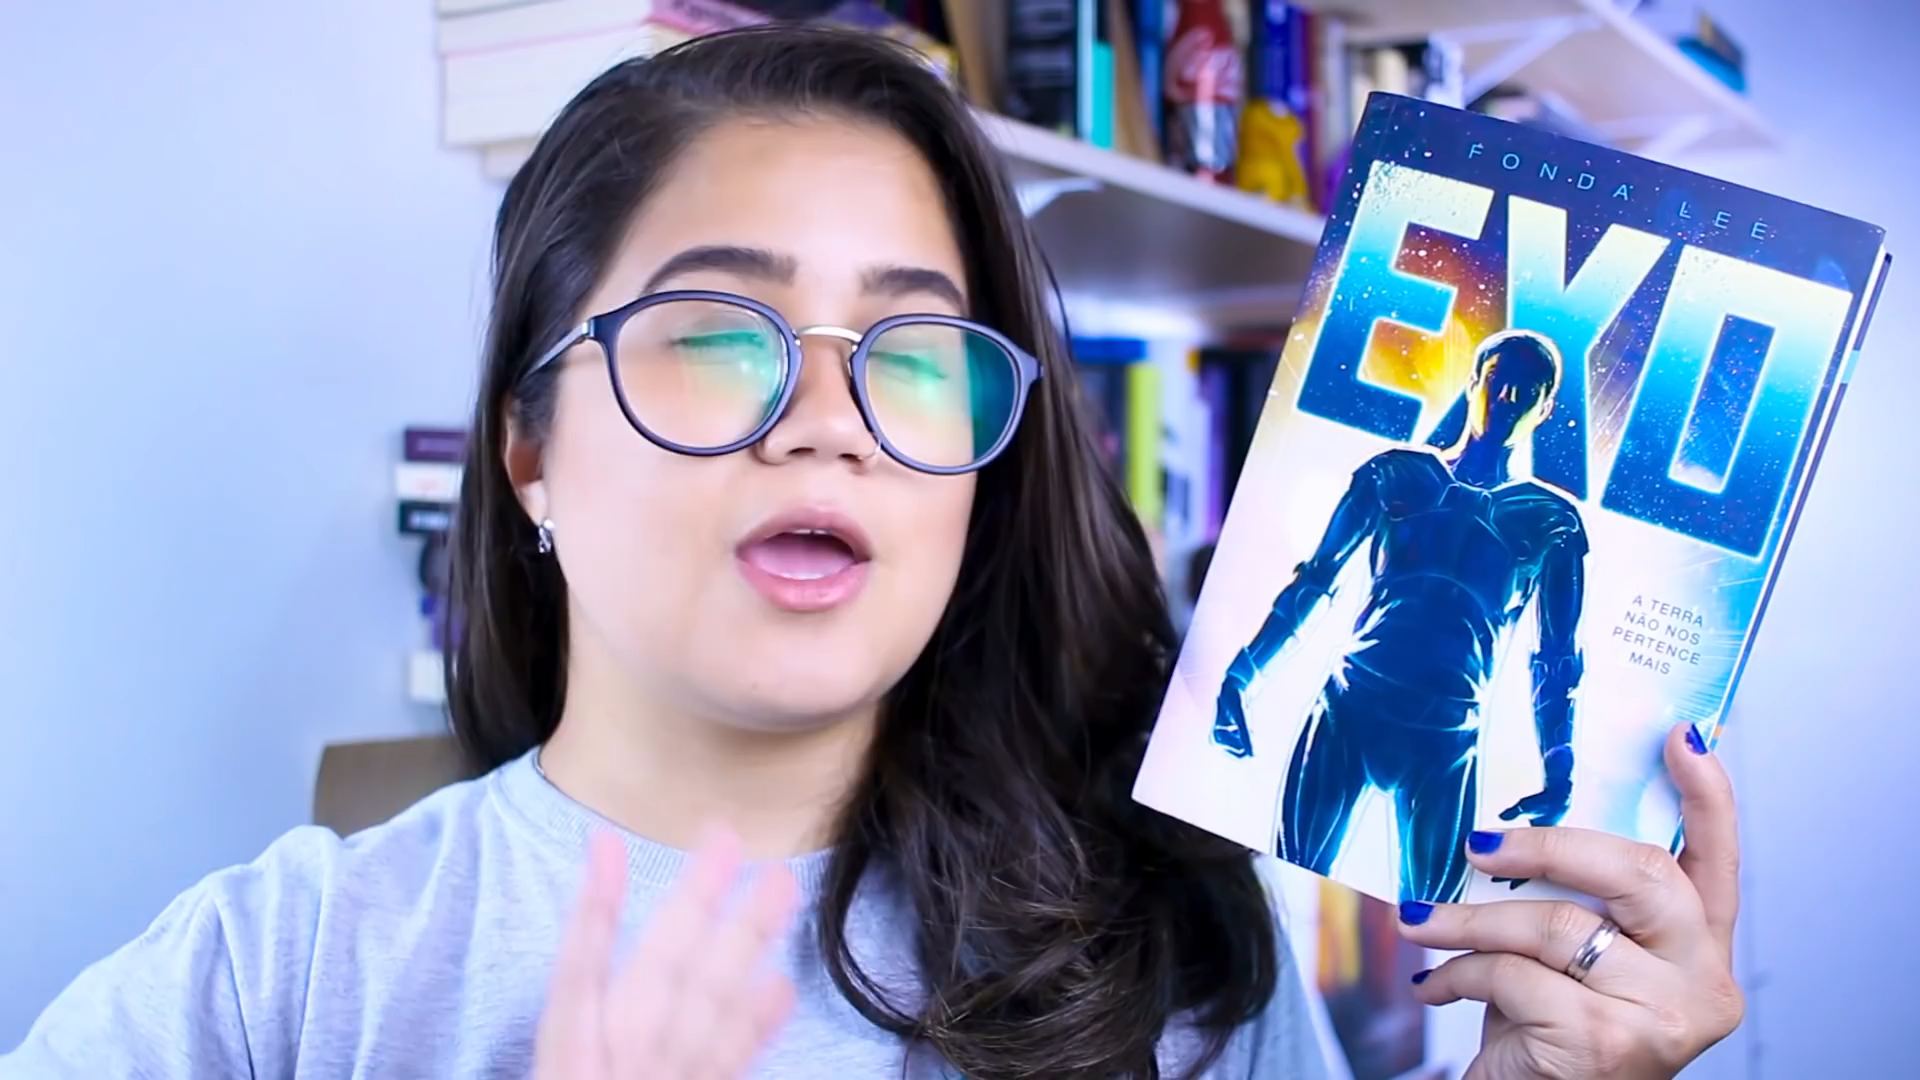 FONDA LEE
EXO
A TERRA
NÃO NOS
PERTENCE
MAIS